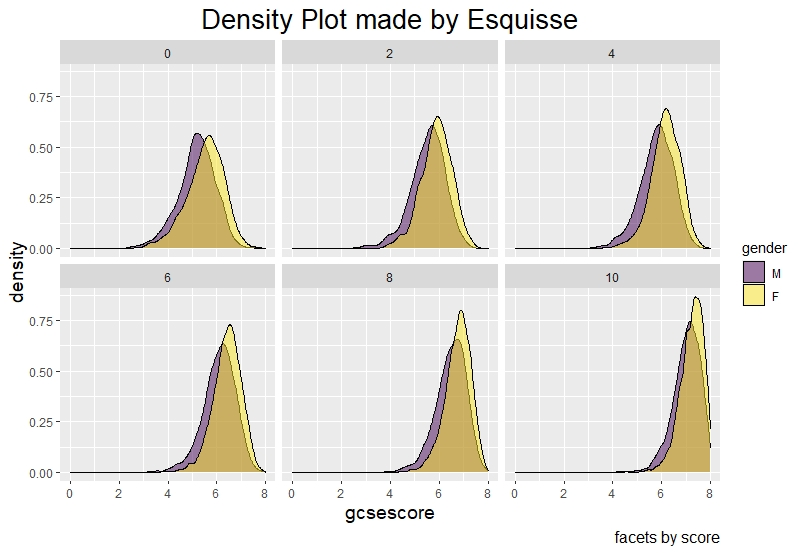 Density Plot made by Esquisse
0 2 4
0.75
0.50
0.25
0.00
density
6 8 10
0.75
0.50
0.25
0.00
0 2 4 6 8 0 2 4 6 8 0 2 4 6 8
gcsescore
gender
M
F
facets by score